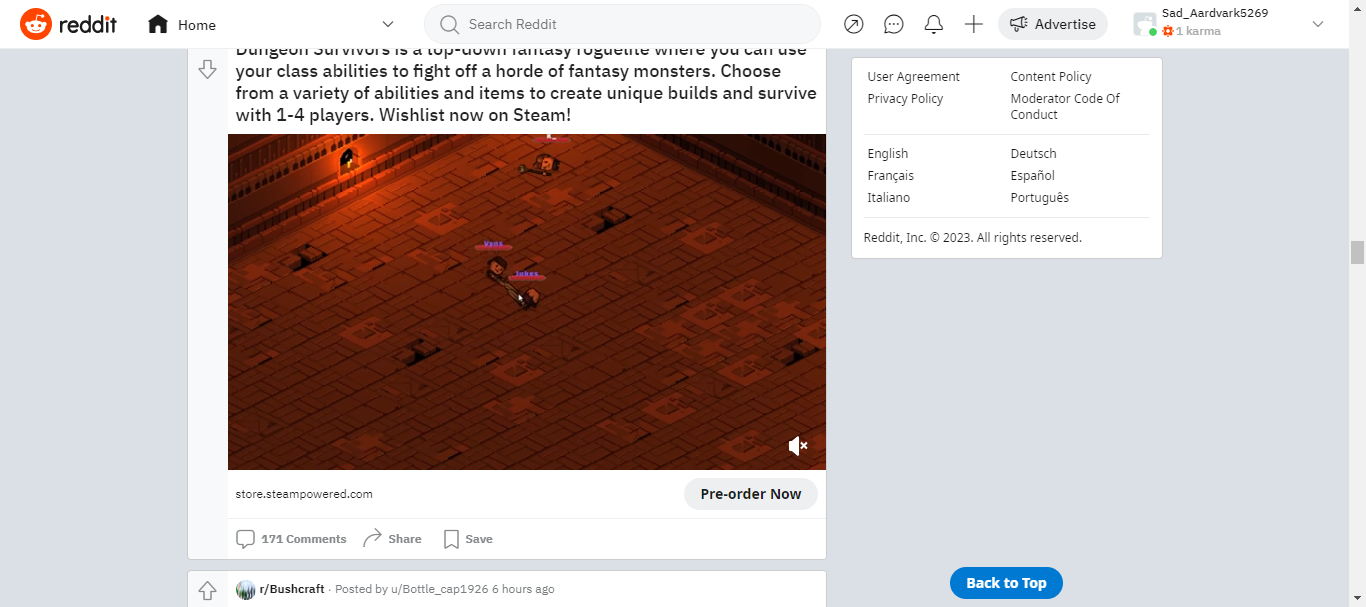 reddit
Home
Search Reddit
Advertise
Sad_Aardvark5269
1 karma
Dungeon Survivors is a top-down fantasy roguelite where you can use
your class abilities to fight off a horde of fantasy monsters. Choose
from a variety of abilities and items to create unique builds and survive
with 1-4 players. Wishlist now on Steam!
Jukes
store.steampowered.com
Pre-order Now
171 Comments
Share
Save
r/Bushcraft · Posted by u/Bottle_cap1926 6 hours ago
User Agreement
Content Policy
Privacy Policy
Moderator Code Of
Conduct
English
Deutsch
Français
Español
Italiano
Português
Reddit, Inc. © 2023. All rights reserved.
Back to Top